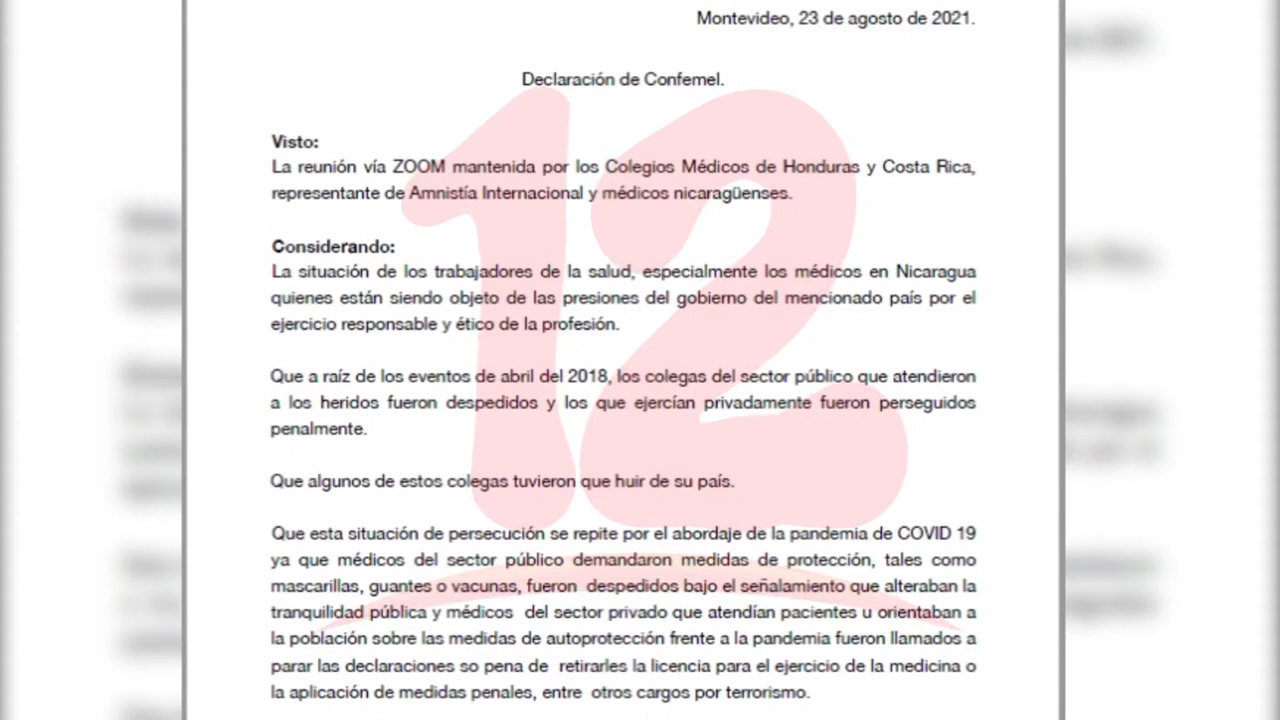 Montevideo, 23 de agosto de 2021.
Declaración de Confemel.
Visto:
La reunión vía ZOOM mantenida por los Colegios Médicos de Honduras y Costa Rica,
representante de Amnistía Internacional y médicos nicaragüenses.
Considerando:
La situación de los trabajadores de la salud, especialmente los médicos en Nicaragua
quienes están siendo objeto de las presiones del gobierno del mencionado país por el
ejercicio responsable y ético de la profesión.
Que a raíz de los eventos de abril del 2018, los colegas del sector público que atendieron
a los heridos fueron despedidos y los que ejercían privadamente fueron perseguidos
penalmente.
Que algunos de estos colegas tuvieron que huir de su país.
Que esta situación de persecución se repite por el abordaje de la pandemia de COVID 19
ya que médicos del sector público demandaron medidas de protección, tales como
mascarillas, guantes o vacunas, fueron despedidos bajo el señalamiento que alteraban la
tranquilidad pública y médicos del sector privado que atendían pacientes u orientaban a
la población sobre las medidas de autoprotección frente a la pandemia fueron llamados a
parar las declaraciones so pena de retirarles la licencia para el ejercicio de la medicina o
la aplicación de medidas penales, entre otros cargos por terrorismo.
12